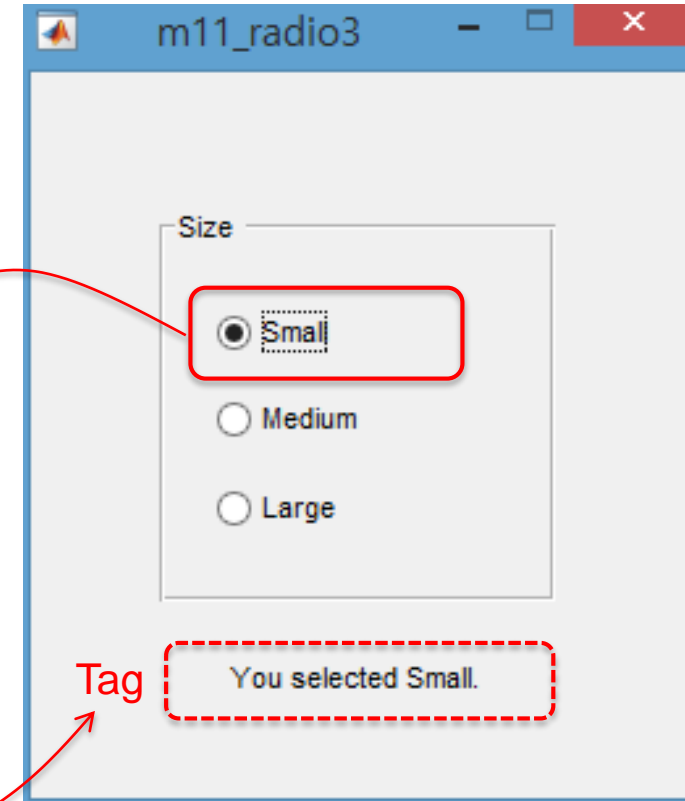 m11_radio3
Size
Small
Medium
Large
Tag
You selected Small.